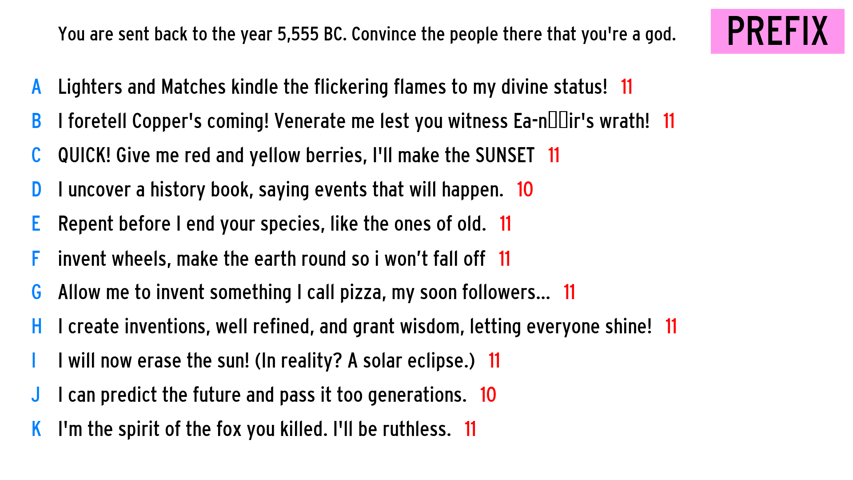 You are sent back to the year 5,555 BC. Convince the people there that you're a god.
PREFIX
A Lighters and Matches kindle the flickering flames to my divine status! 11
B I foretell Copper's coming! Venerate me lest you witness Ea-n▯▯ir's wrath! 11
C QUICK! Give me red and yellow berries, I'll make the SUNSET 11
D I uncover a history book, saying events that will happen. 10
E Repent before I end your species, like the ones of old. 11
F invent wheels, make the earth round so i won’t fall off 11
G Allow me to invent something I call pizza, my soon followers... 11
H I create inventions, well refined, and grant wisdom, letting everyone shine! 11
I I will now erase the sun! (In reality? A solar eclipse.) 11
J I can predict the future and pass it too generations. 10
K I'm the spirit of the fox you killed. I'll be ruthless. 11